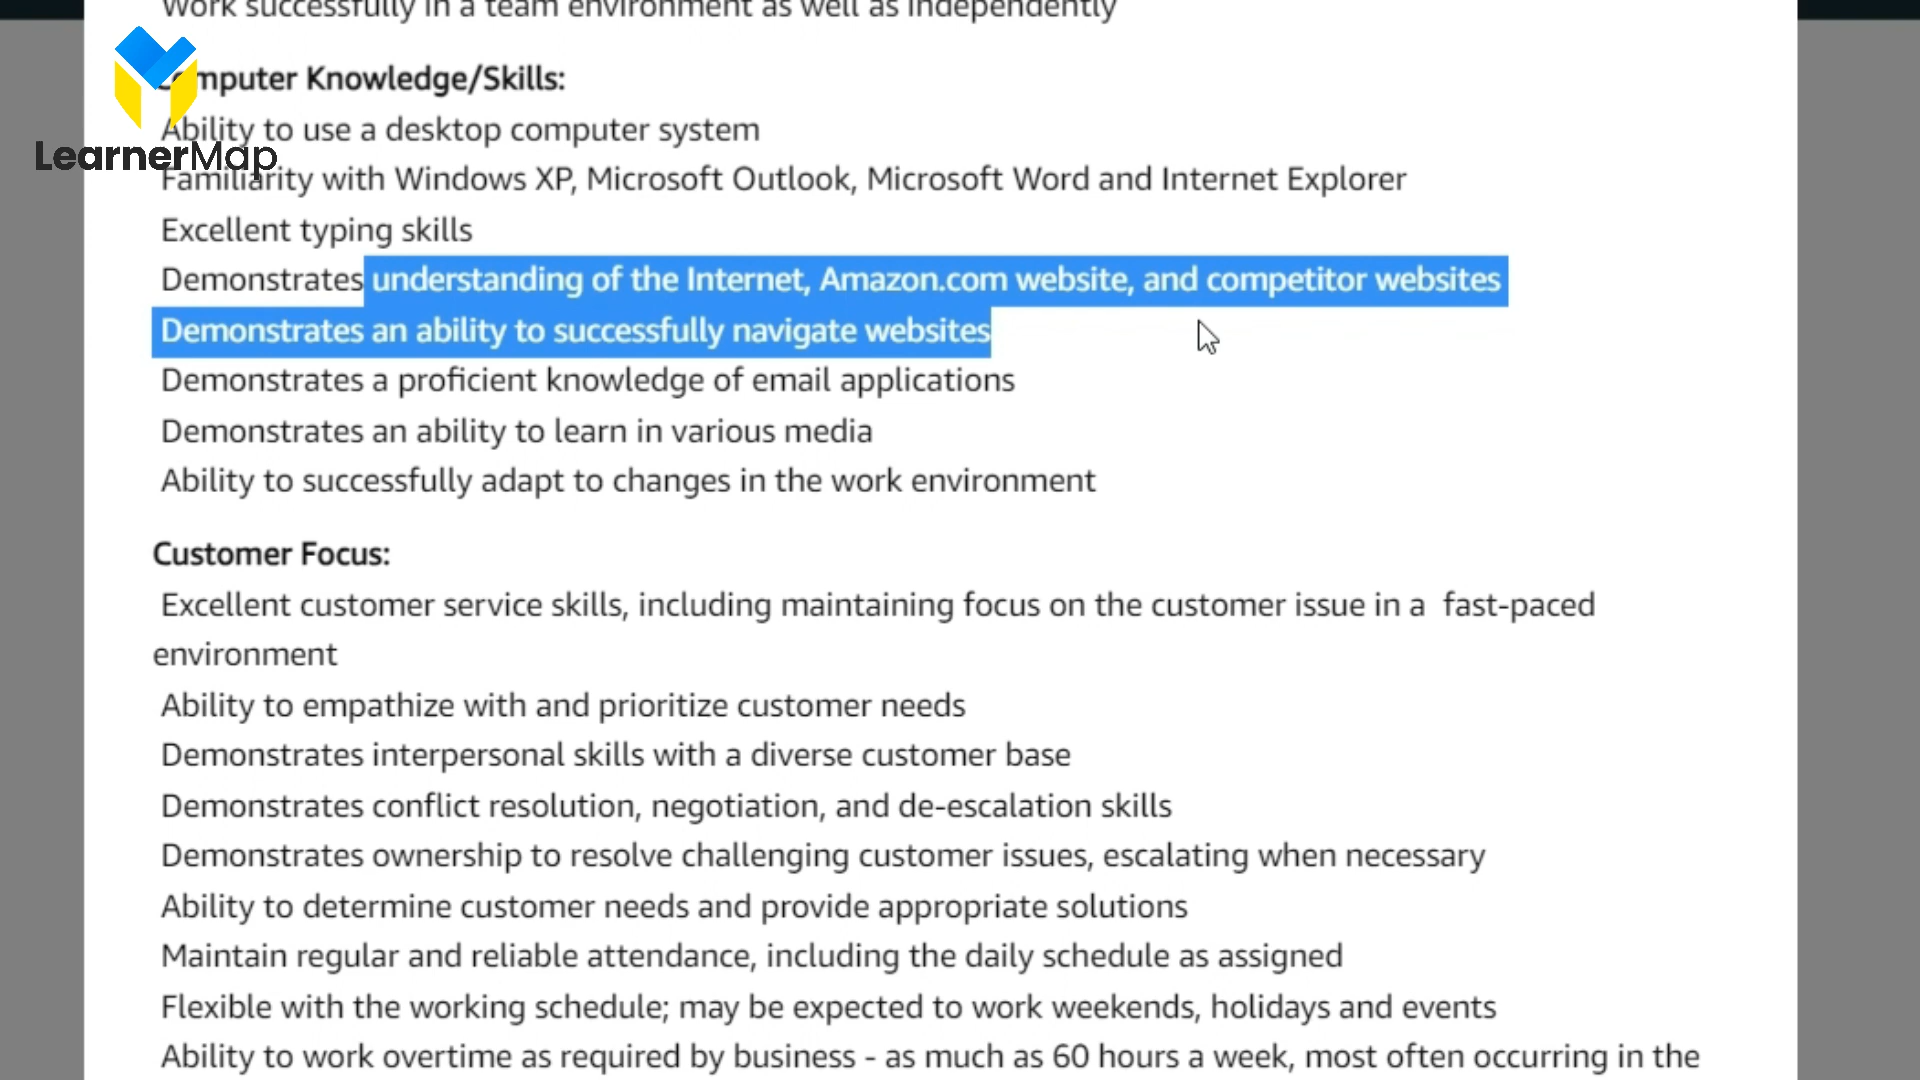 Work successfully in a team environment as well as independently
Computer Knowledge/Skills:
Ability to use a desktop computer system
LearnerMap
Familiarity with Windows XP, Microsoft Outlook, Microsoft Word and Internet Explorer
Excellent typing skills
Demonstrates understanding of the Internet, Amazon.com website, and competitor websites
Demonstrates an ability to successfully navigate websites
Demonstrates a proficient knowledge of email applications
Demonstrates an ability to learn in various media
Ability to successfully adapt to changes in the work environment
Customer Focus:
Excellent customer service skills, including maintaining focus on the customer issue in a fast-paced
environment
Ability to empathize with and prioritize customer needs
Demonstrates interpersonal skills with a diverse customer base
Demonstrates conflict resolution, negotiation, and de-escalation skills
Demonstrates ownership to resolve challenging customer issues, escalating when necessary
Ability to determine customer needs and provide appropriate solutions
Maintain regular and reliable attendance, including the daily schedule as assigned
Flexible with the working schedule; may be expected to work weekends, holidays and events
Ability to work overtime as required by business - as much as 60 hours a week, most often occurring in the